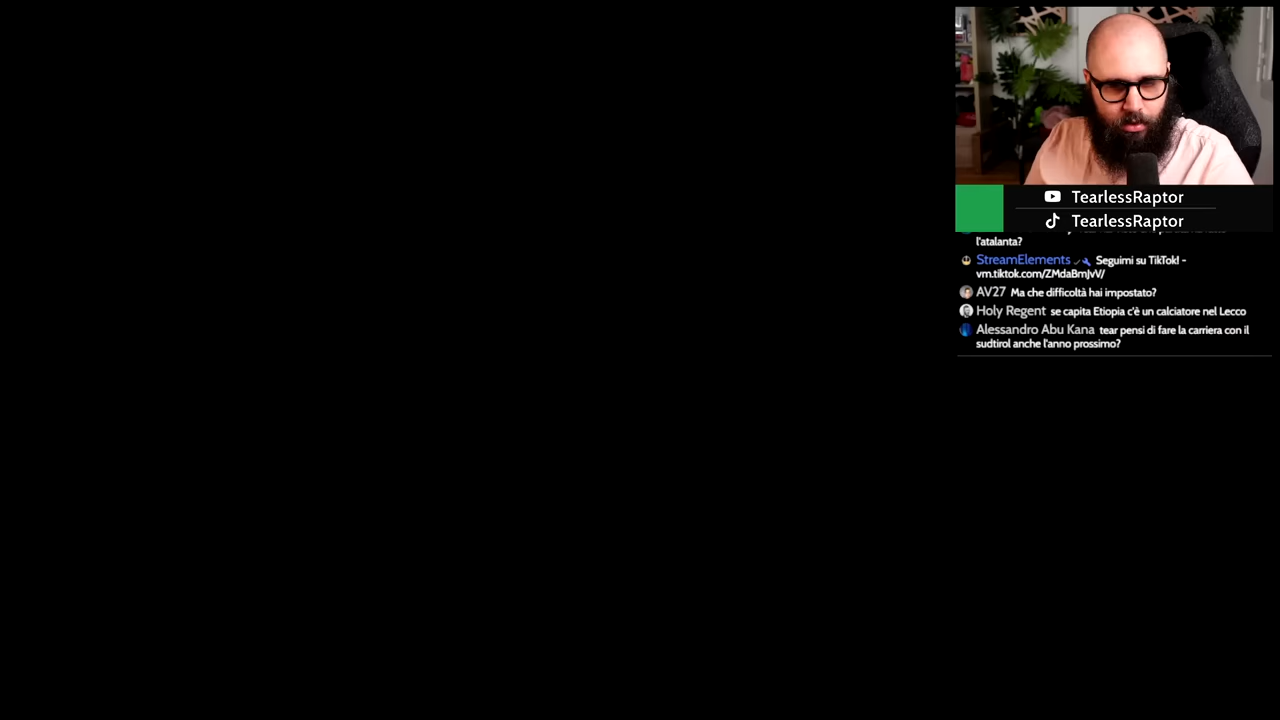 TearlessRaptor
TearlessRaptor
l'atalanta?
StreamElements Seguimi su TikTok! -
vm.tiktok.com/ZMdaBmJvV/
AV27 Ma che difficoltà hai impostato?
Holy Regent se capita Etiopia c'è un calciatore nel Lecco
Alessandro Abu Kana tear pensi di fare la carriera con il
sudtirol anche l'anno prossimo?